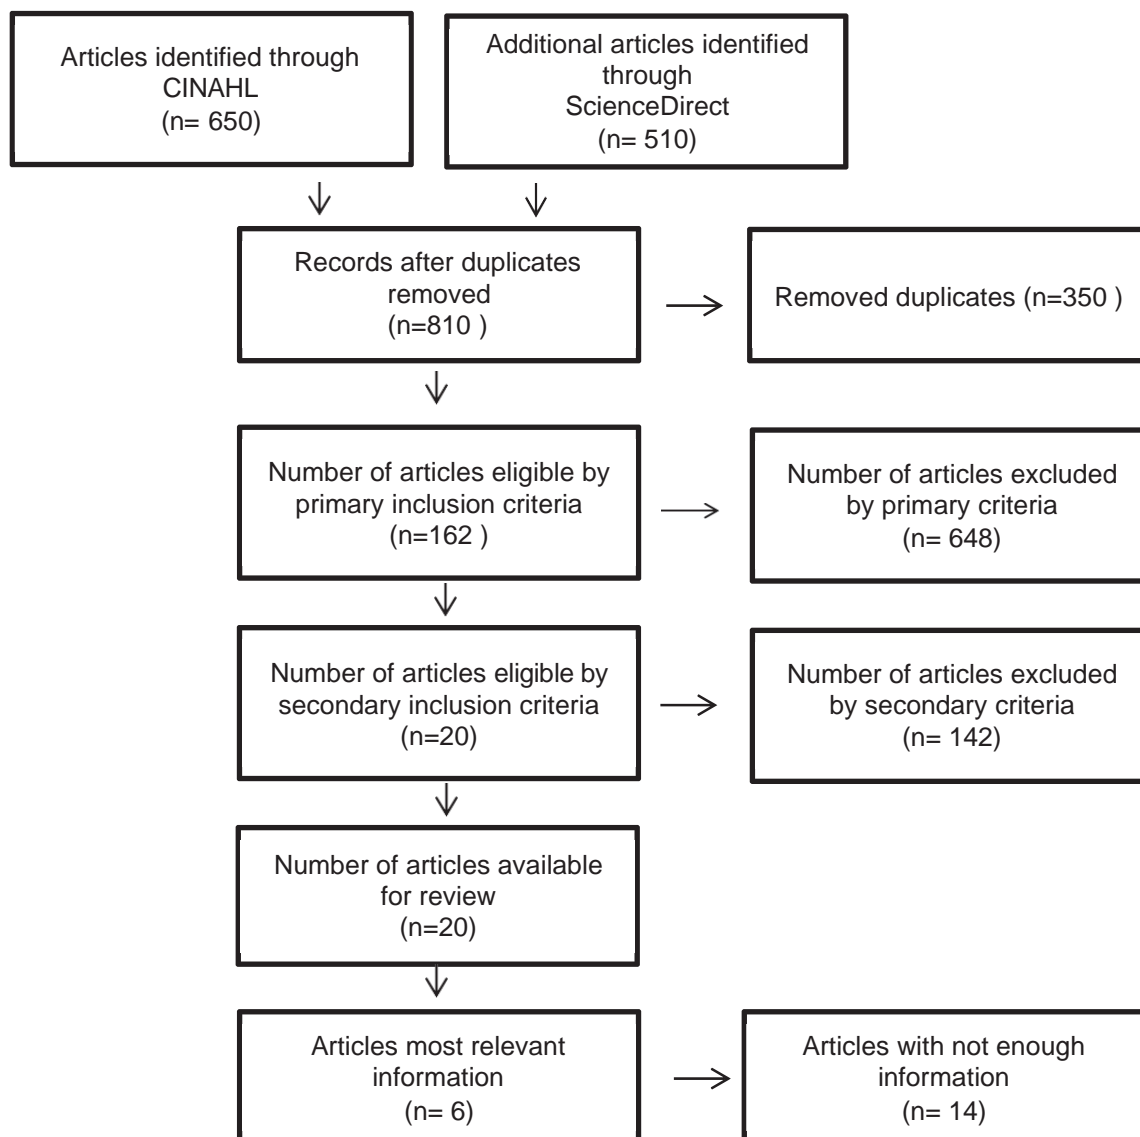 Articles identified through
CINAHL
(n= 650)
Additional articles identified
through
ScienceDirect
(n= 510)
Records after duplicates
removed
(n=810 )
Removed duplicates (n=350 )
Number of articles eligible by
primary inclusion criteria
(n=162 )
Number of articles excluded
by primary criteria
(n= 648)
Number of articles eligible by
secondary inclusion criteria
(n=20)
Number of articles excluded
by secondary criteria
(n= 142)
Number of articles available
for review
(n=20)
Articles most relevant
information
(n= 6)
Articles with not enough
information
(n= 14)